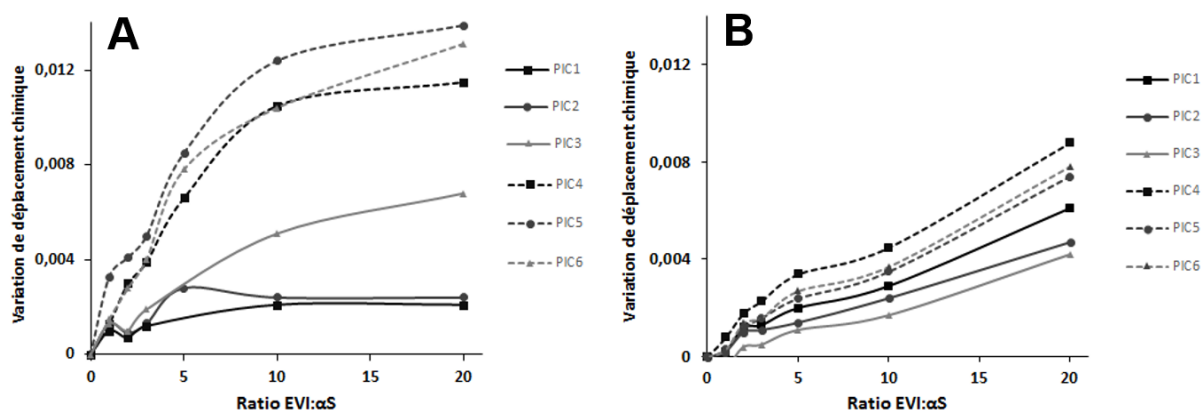 A
Variation de déplacement chimique
0,012
0,008
0,004
0
0
5
10
15
20
Ratio EVI:αS
PIC1
PIC2
PIC3
PIC4
PIC5
PIC6
B
Variation de déplacement chimique
0,012
0,008
0,004
0
0
5
10
15
20
Ratio EVI:αS
PIC1
PIC2
PIC3
PIC4
PIC5
PIC6